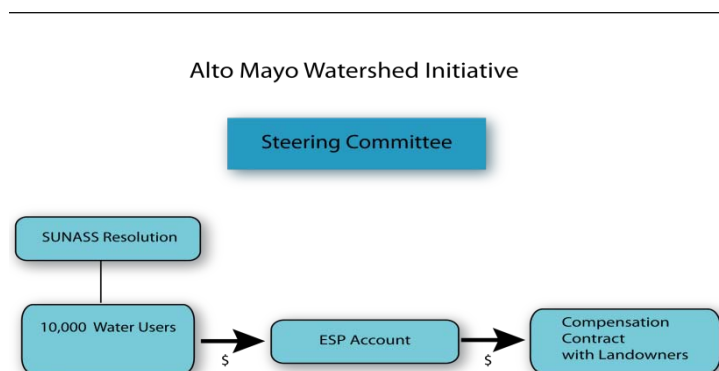 Alto Mayo Watershed Initiative
Steering Committee
SUNASS Resolution
10,000 Water Users
$
ESP Account
$
Compensation
Contract
with Landowners